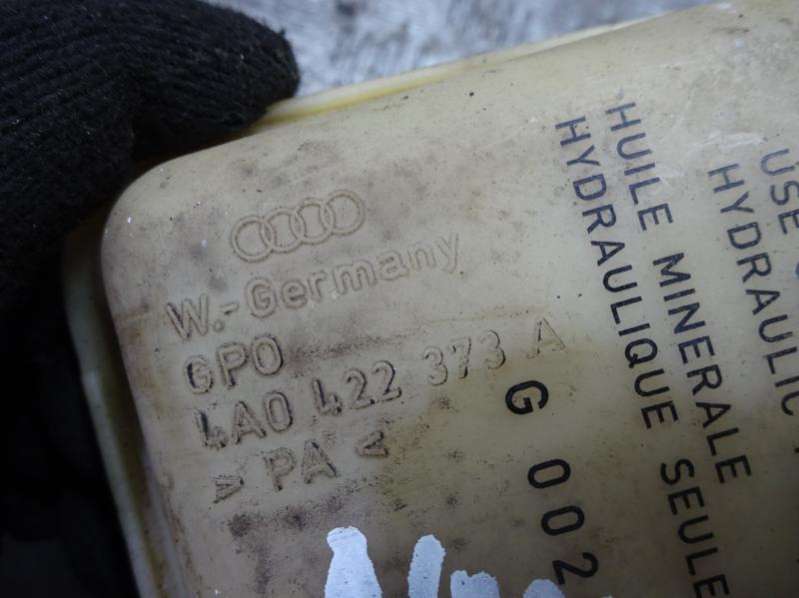 W.-Germany
GPO
4A0 422 373 A
> PA <
G 002
HYDRAULIQUE SEULE
HUILE MINERALE
HYDRAULIC
USE